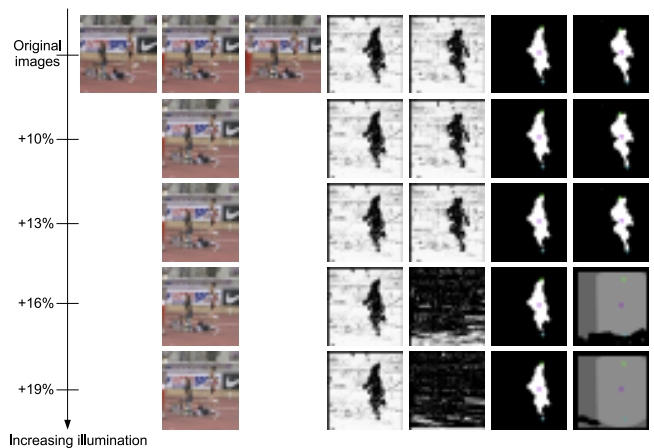 Original
images
+10%
+13%
+16%
+19%
Increasing illumination